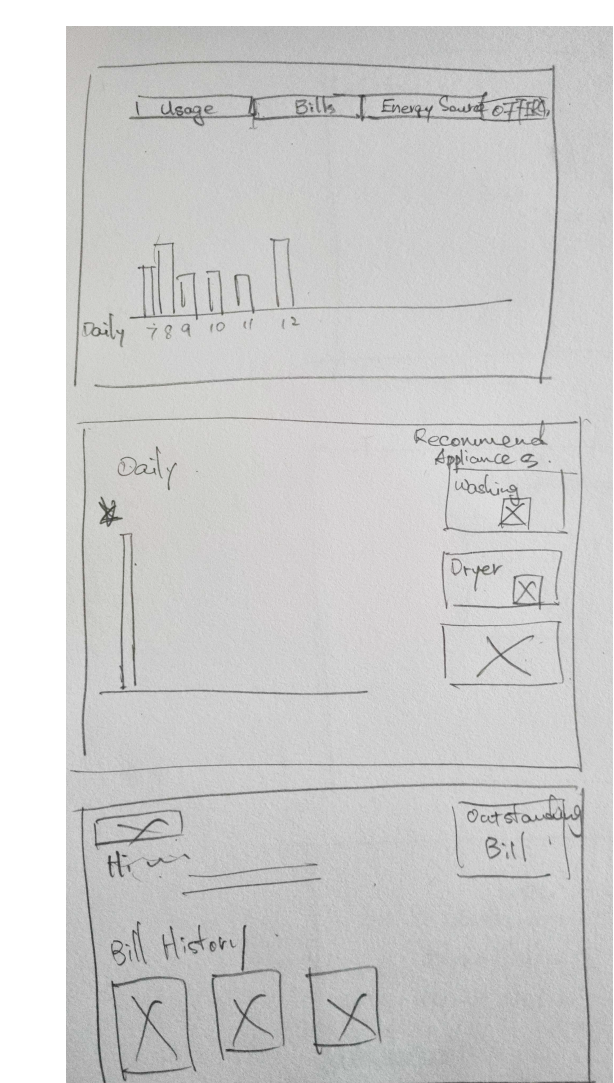 Usage Bills Energy Source OFFERS
Daily 7 8 9 10 11 12
Daily
Recommend
Appliances.
Washing
Dryer
Outstanding
Bill
Hi
Bill History